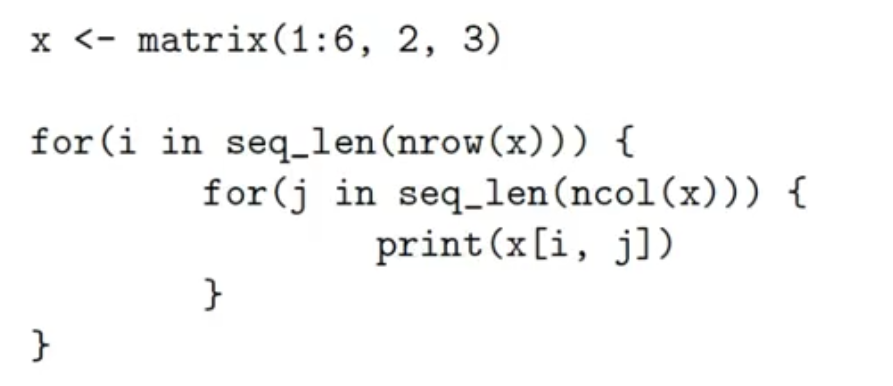 x <- matrix(1:6, 2, 3)
for(i in seq_len(nrow(x))) {
for(j in seq_len(ncol(x))) {
print(x[i, j])
}
}